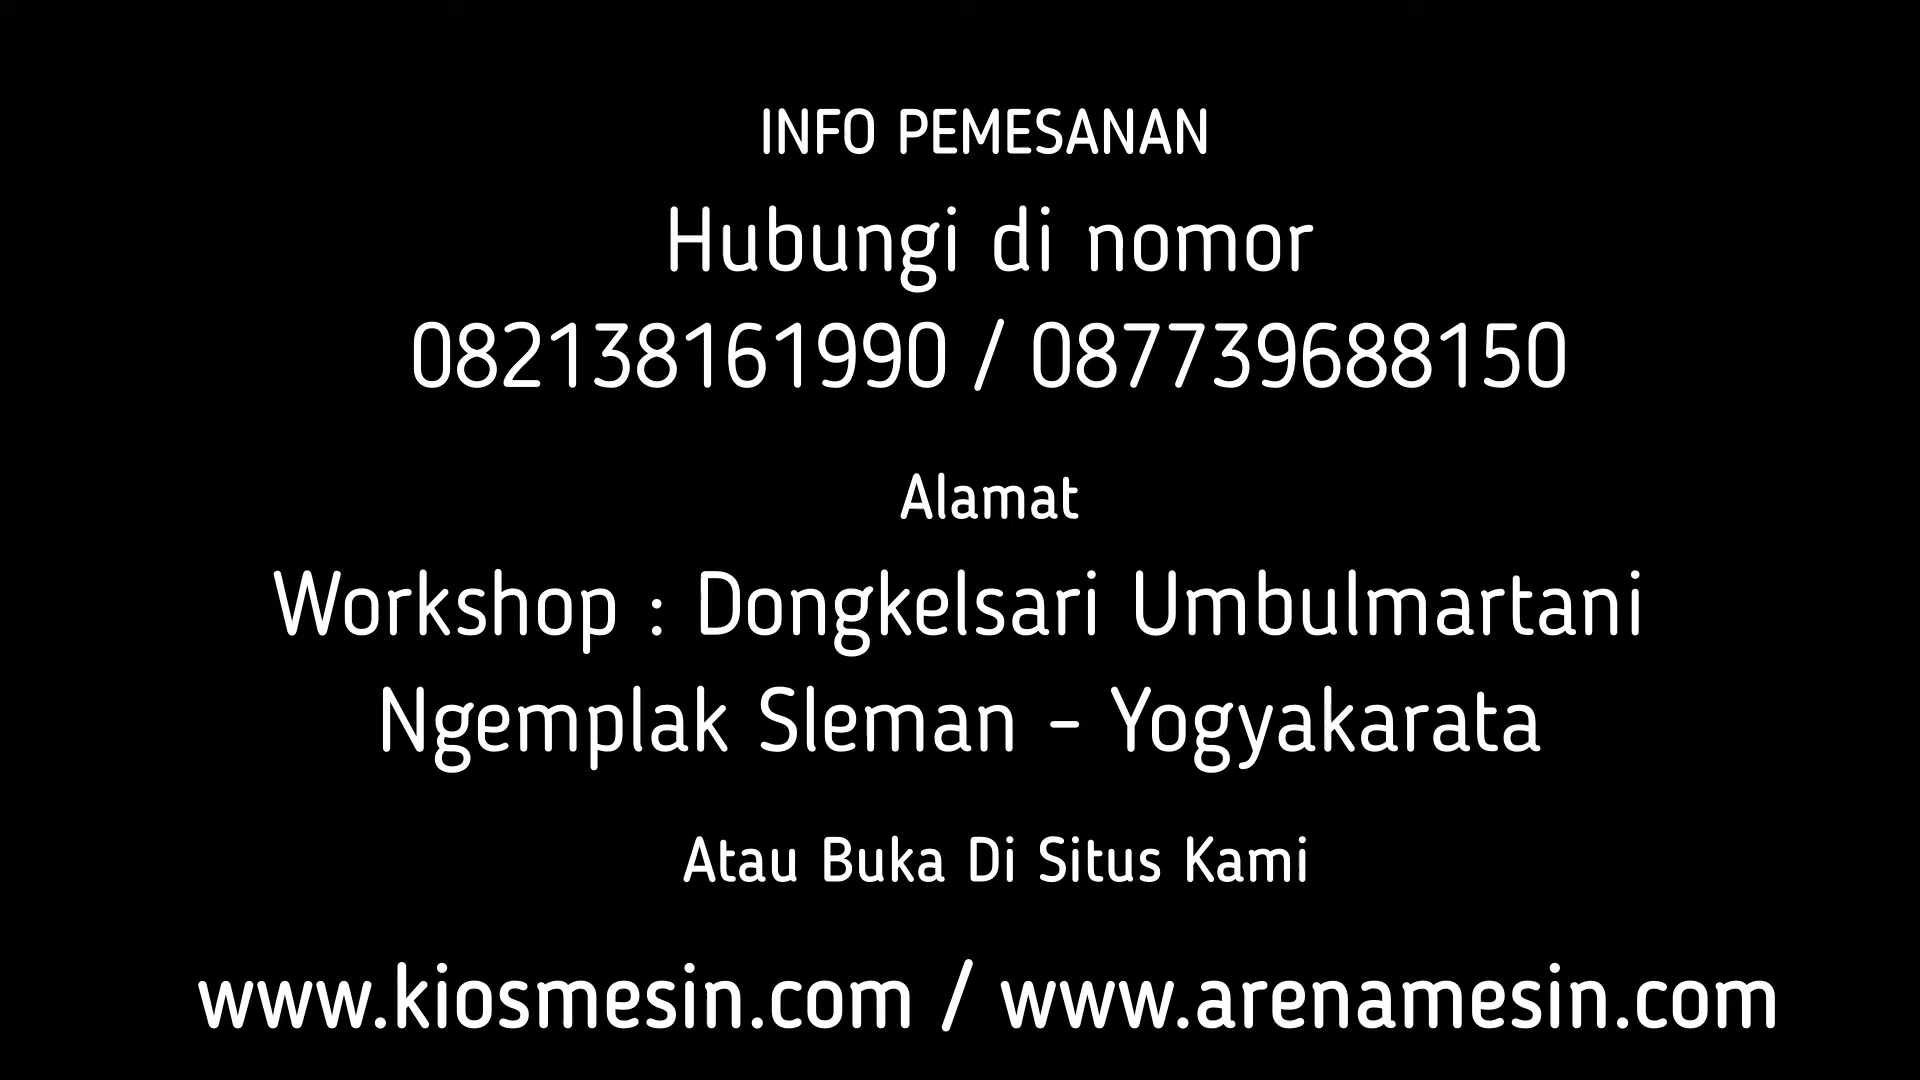 INFO PEMESANAN
Hubungi di nomor
082138161990 / 087739688150
Alamat
Workshop : Dongkelsari Umbulmartani
Ngemplak Sleman - Yogyakarata
Atau Buka Di Situs Kami
www.kiosmesin.com / www.arenamesin.com